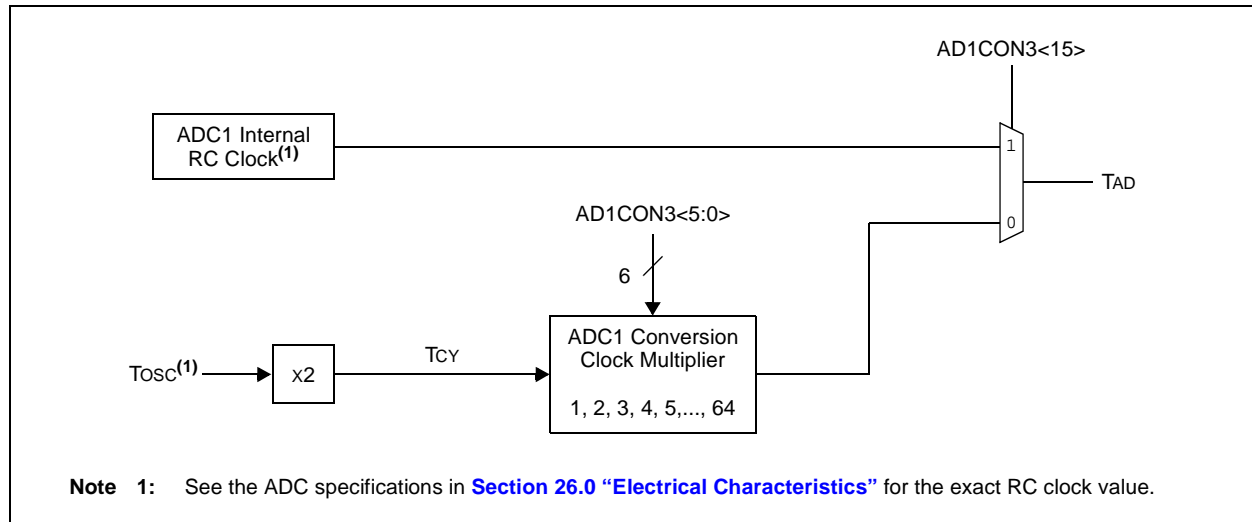 AD1CON3<15>
ADC1 Internal
RC Clock(1)
1
TAD
AD1CON3<5:0>
0
6
ADC1 Conversion
Clock Multiplier
TOSC(1)
X2
TCY
1, 2, 3, 4, 5,..., 64
Note 1: See the ADC specifications in Section 26.0 “Electrical Characteristics” for the exact RC clock value.